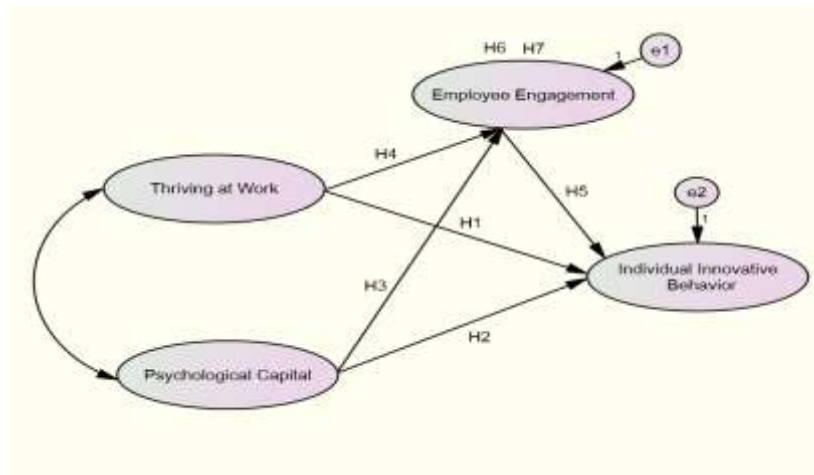 H6 H7
1
e1
Employee Engagement
H4
Thriving at Work
H5
e2
1
H1
Individual Innovative
Behavior
H3
H2
Psychological Capital